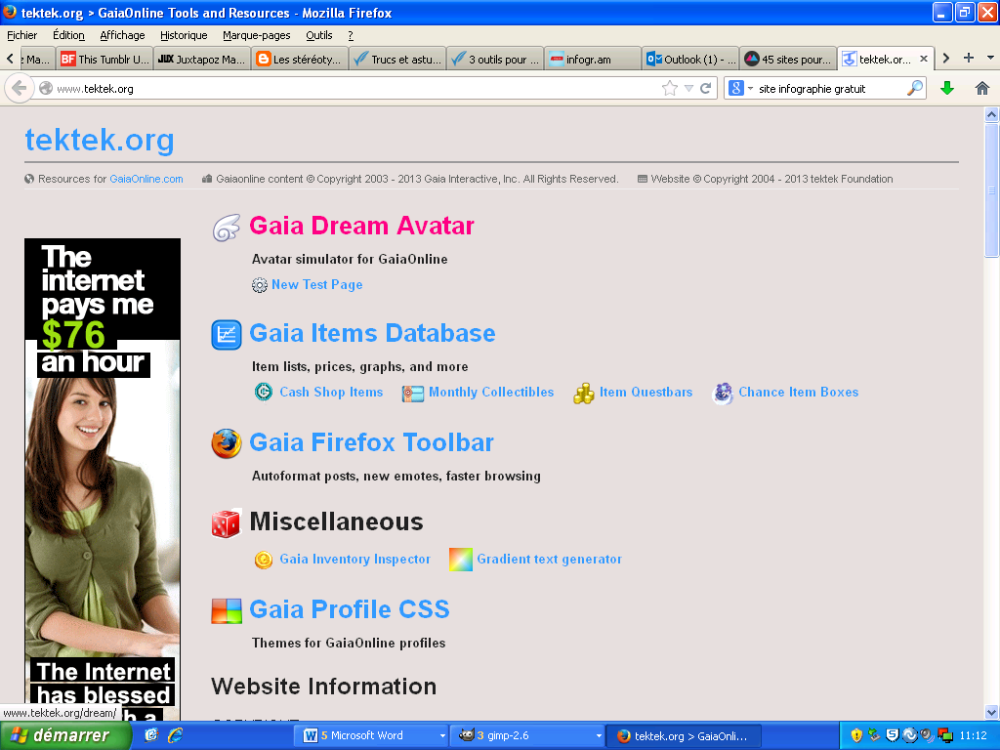 tektek.org > GaiaOnline Tools and Resources - Mozilla Firefox
Fichier Édition Affichage Historique Marque-pages Outils ?
z Ma... This Tumblr U... Juxtapoz Ma... Les stéréoty... Trucs et astu... 3 outils pour ... infogr.am Outlook (1) - ... 45 sites pour... tektek.or...
www.tektek.org site infographie gratuit
tektek.org
Resources for GaiaOnline.com Gaiaonline content © Copyright 2003 - 2013 Gaia Interactive, Inc. All Rights Reserved. Website © Copyright 2004 - 2013 tektek Foundation
The
internet
pays me
$76
an hour
The Internet
has blessed
Gaia Dream Avatar
Avatar simulator for GaiaOnline
New Test Page
Gaia Items Database
Item lists, prices, graphs, and more
Cash Shop Items Monthly Collectibles Item Questbars Chance Item Boxes
Gaia Firefox Toolbar
Autoformat posts, new emotes, faster browsing
Miscellaneous
Gaia Inventory Inspector Gradient text generator
Gaia Profile CSS
Themes for GaiaOnline profiles
Website Information
www.tektek.org/dream/
démarrer 5 Microsoft Word 3 gimp-2.6 tektek.org > GaiaOnli... 11:12